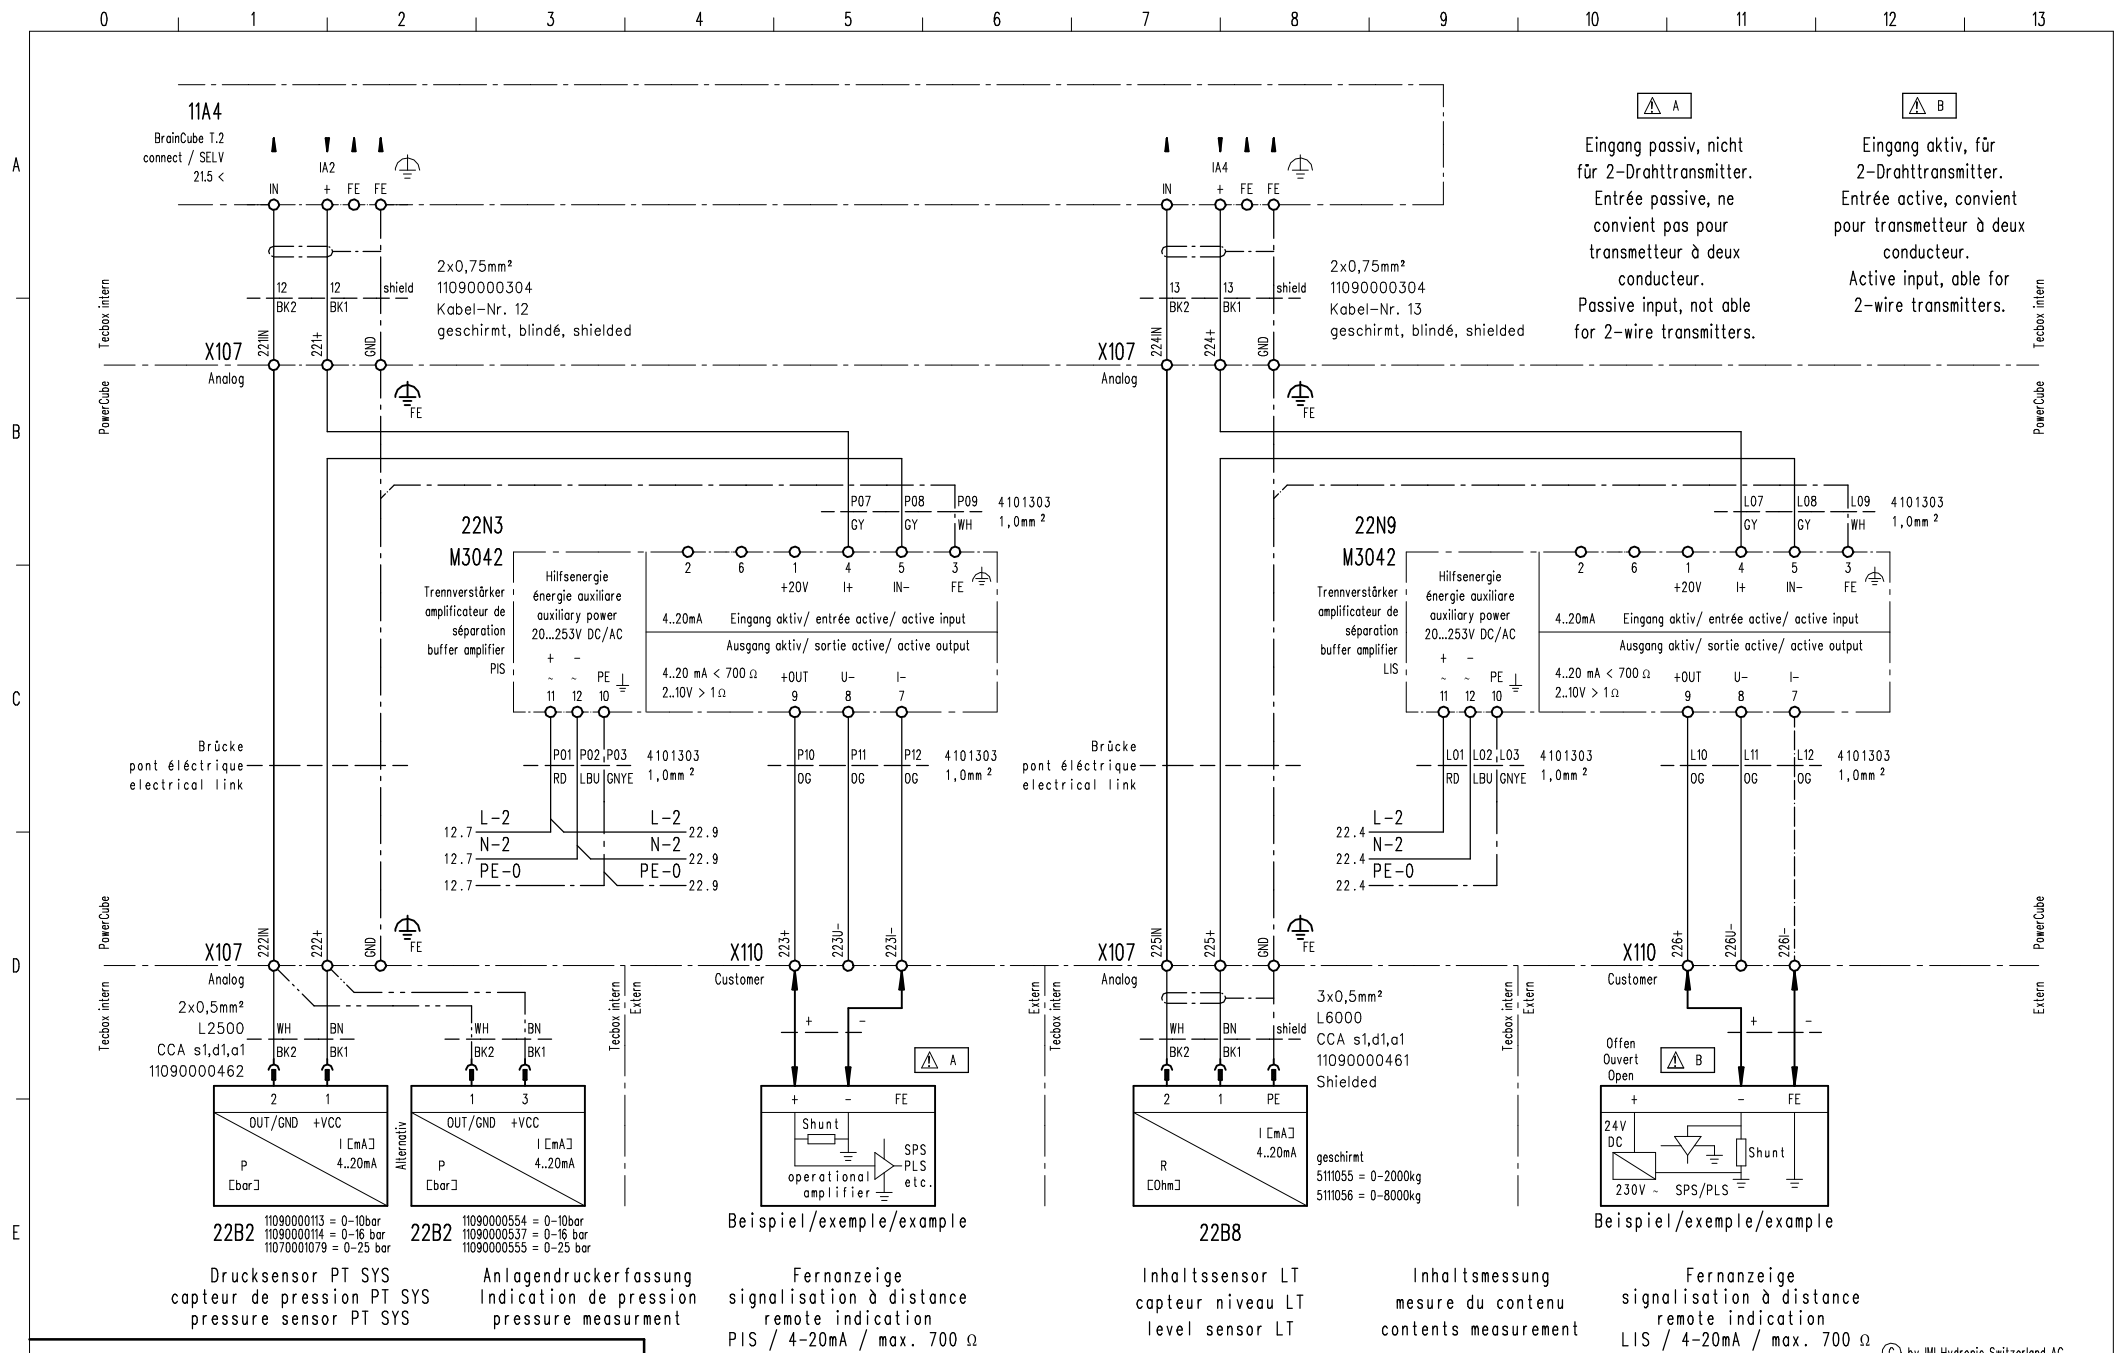 0 1 2 3 4 5 6 7 8 9 10 11 12 13
11A4
BrainCube T.2
connect / SELV
21.5 <
A
IA2
IN + FE FE
IA4
IN + FE FE
⚠ A
Eingang passiv, nicht
für 2-Drahttransmitter.
Entrée passive, ne
convient pas pour
transmetteur à deux
conducteur.
Passive input, not able
for 2-wire transmitters.
⚠ B
Eingang aktiv, für
2-Drahttransmitter.
Entrée active, convient
pour transmetteur à deux
conducteur.
Active input, able for
2-wire transmitters.
2x0,75mm²
11090000304
Kabel-Nr. 12
geschirmt, blindé, shielded
12 12 shield
BK2 BK1
2x0,75mm²
11090000304
Kabel-Nr. 13
geschirmt, blindé, shielded
13 13 shield
BK2 BK1
Tecbox intern
Tecbox intern
X107
Analog
221IN 221+ GND
X107
Analog
224IN 224+ GND
PowerCube
PowerCube
FE
FE
B
P07 P08 P09 4101303
GY GY WH 1,0mm²
L07 L08 L09 4101303
GY GY WH 1,0mm²
22N3
M3042
Trennverstärker
amplificateur de
séparation
buffer amplifier
PIS
Hilfsenergie
énergie auxiliare
auxiliary power
20...253V DC/AC
+ -
~ ~ PE
11 12 10
2 6 1 4 5 3
+20V I+ IN- FE
4..20mA Eingang aktiv/ entrée active/ active input
Ausgang aktiv/ sortie active/ active output
4..20 mA < 700 Ω +OUT U- I-
2..10V > 1 Ω 9 8 7
22N9
M3042
Trennverstärker
amplificateur de
séparation
buffer amplifier
LIS
Hilfsenergie
énergie auxiliare
auxiliary power
20...253V DC/AC
+ -
~ ~ PE
11 12 10
2 6 1 4 5 3
+20V I+ IN- FE
4..20mA Eingang aktiv/ entrée active/ active input
Ausgang aktiv/ sortie active/ active output
4..20 mA < 700 Ω +OUT U- I-
2..10V > 1 Ω 9 8 7
C
Brücke
pont éléctrique
electrical link
P01 P02 P03 4101303
RD LBU GNYE 1,0mm²
P10 P11 P12 4101303
OG OG OG 1,0mm²
Brücke
pont éléctrique
electrical link
L01 L02 L03 4101303
RD LBU GNYE 1,0mm²
L10 L11 L12 4101303
OG OG OG 1,0mm²
12.7 L-2 L-2 22.9
12.7 N-2 N-2 22.9
12.7 PE-0 PE-0 22.9
22.4 L-2
22.4 N-2
22.4 PE-0
PowerCube
PowerCube
FE
FE
D
X107
Analog
222IN 222+ GND
X110
Customer
223+ 223U- 223I-
X107
Analog
225IN 225+ GND
X110
Customer
226+ 226U- 226I-
Tecbox intern
Tecbox intern
Extern
Extern
Tecbox intern
Tecbox intern
Extern
Extern
2x0,5mm²
L2500
CCA s1,d1,a1
11090000462
WH BN
BK2 BK1
WH BN
BK2 BK1
+ -
⚠ A
WH BN shield
BK2 BK1
3x0,5mm²
L6000
CCA s1,d1,a1
11090000461
Shielded
+ -
Offen
Ouvert
Open
⚠ B
2 1
OUT/GND +VCC
I [mA]
4..20mA
P
[bar]
Alternativ
1 3
OUT/GND +VCC
I [mA]
4..20mA
P
[bar]
+ - FE
Shunt
SPS
PLS
etc.
operational
amplifier
2 1 PE
I [mA]
4..20mA
R
[Ohm]
geschirmt
5111055 = 0-2000kg
5111056 = 0-8000kg
+ - FE
24V
DC
Shunt
230V ~ SPS/PLS
E
22B2
11090000113 = 0-10bar
11090000114 = 0-16 bar
11070001079 = 0-25 bar
22B2
11090000554 = 0-10bar
11090000537 = 0-16 bar
11090000555 = 0-25 bar
Beispiel/exemple/example
22B8
Beispiel/exemple/example
Drucksensor PT SYS
capteur de pression PT SYS
pressure sensor PT SYS
Anlagendruckerfassung
Indication de pression
pressure measurment
Fernanzeige
signalisation à distance
remote indication
PIS / 4-20mA / max. 700 Ω
Inhaltssensor LT
capteur niveau LT
level sensor LT
Inhaltsmessung
mesure du contenu
contents measurement
Fernanzeige
signalisation à distance
remote indication
LIS / 4-20mA / max. 700 Ω
© by IMI Hydronic Switzerland AG